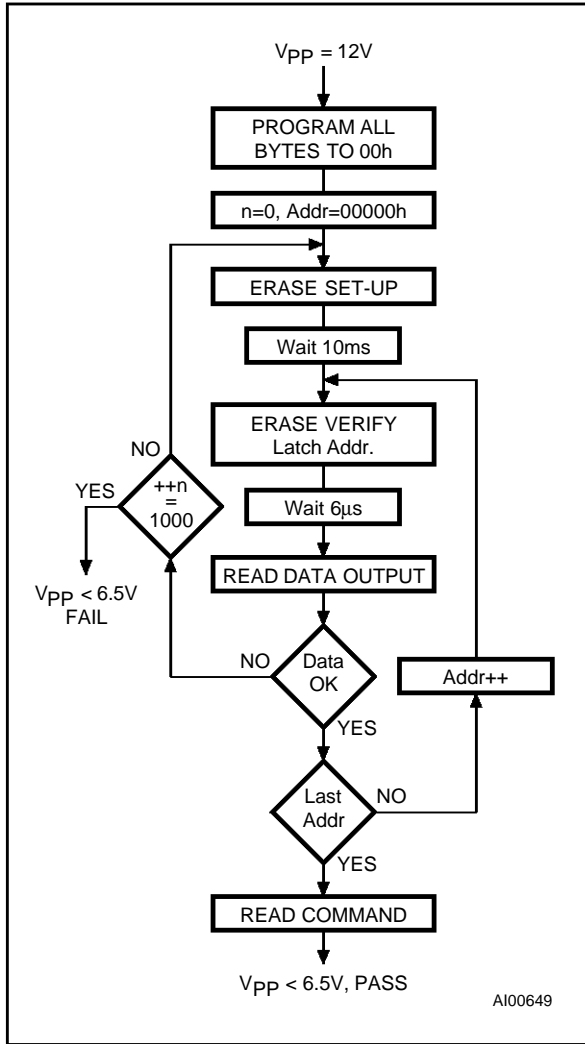 VPP = 12V
PROGRAM ALL
BYTES TO 00h
n=0, Addr=00000h
ERASE SET-UP
Wait 10ms
ERASE VERIFY
Latch Addr.
NO
YES
++n
=
1000
Wait 6µs
VPP < 6.5V
FAIL
READ DATA OUTPUT
NO
Data
OK
YES
Addr++
Last
Addr
NO
YES
READ COMMAND
VPP < 6.5V, PASS
AI00649